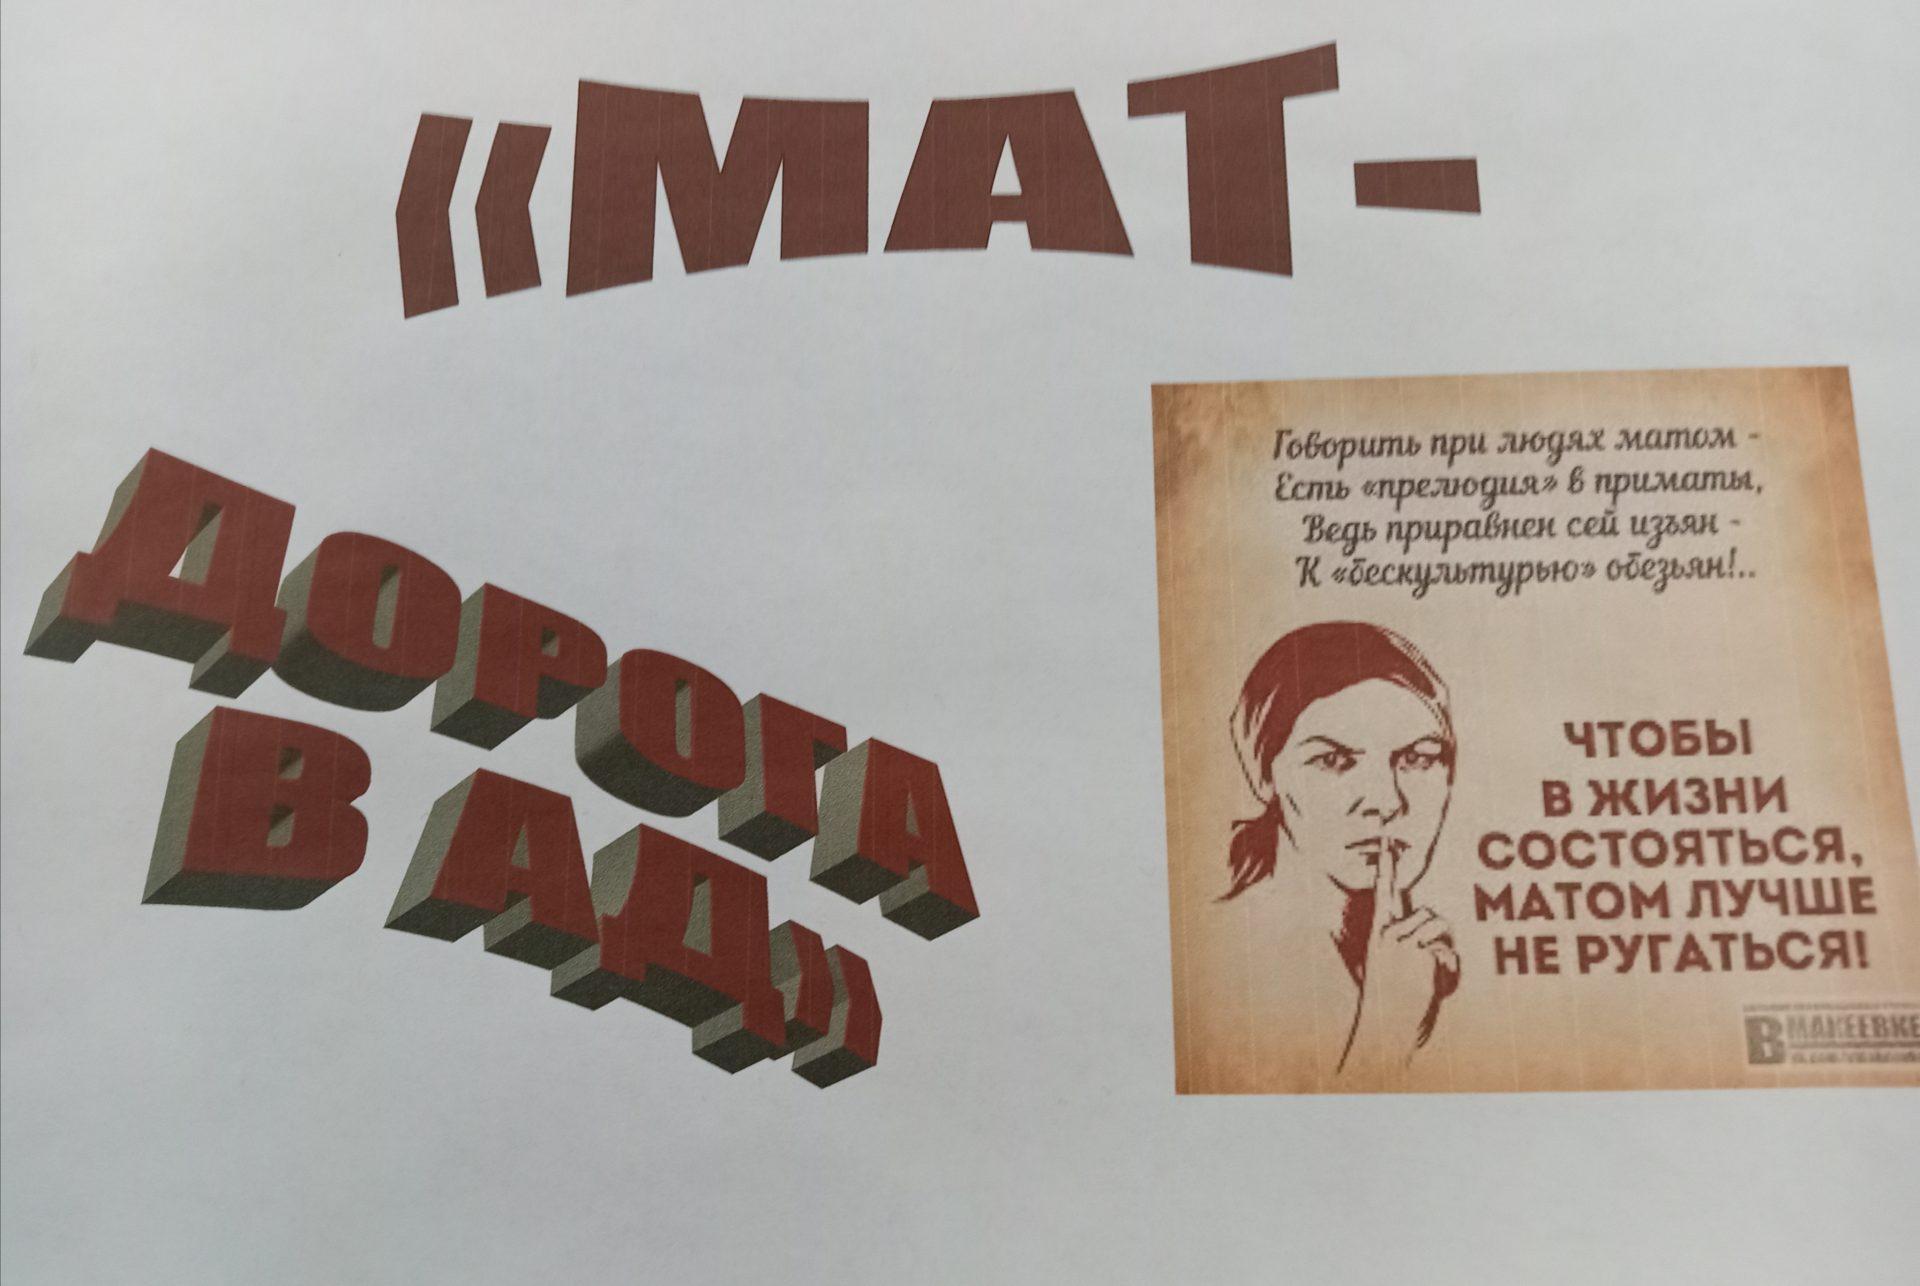 «МАТ-
ДОРОГА
В АД»
Говорить при людях матом -
Есть «прелюдия» в приматы,
Ведь приравнен сей изъян -
К «бескультурью» обезьян!..
ЧТОБЫ
В ЖИЗНИ
СОСТОЯТЬСЯ,
МАТОМ ЛУЧШЕ
НЕ РУГАТЬСЯ!
В МАКЕЕВКЕ